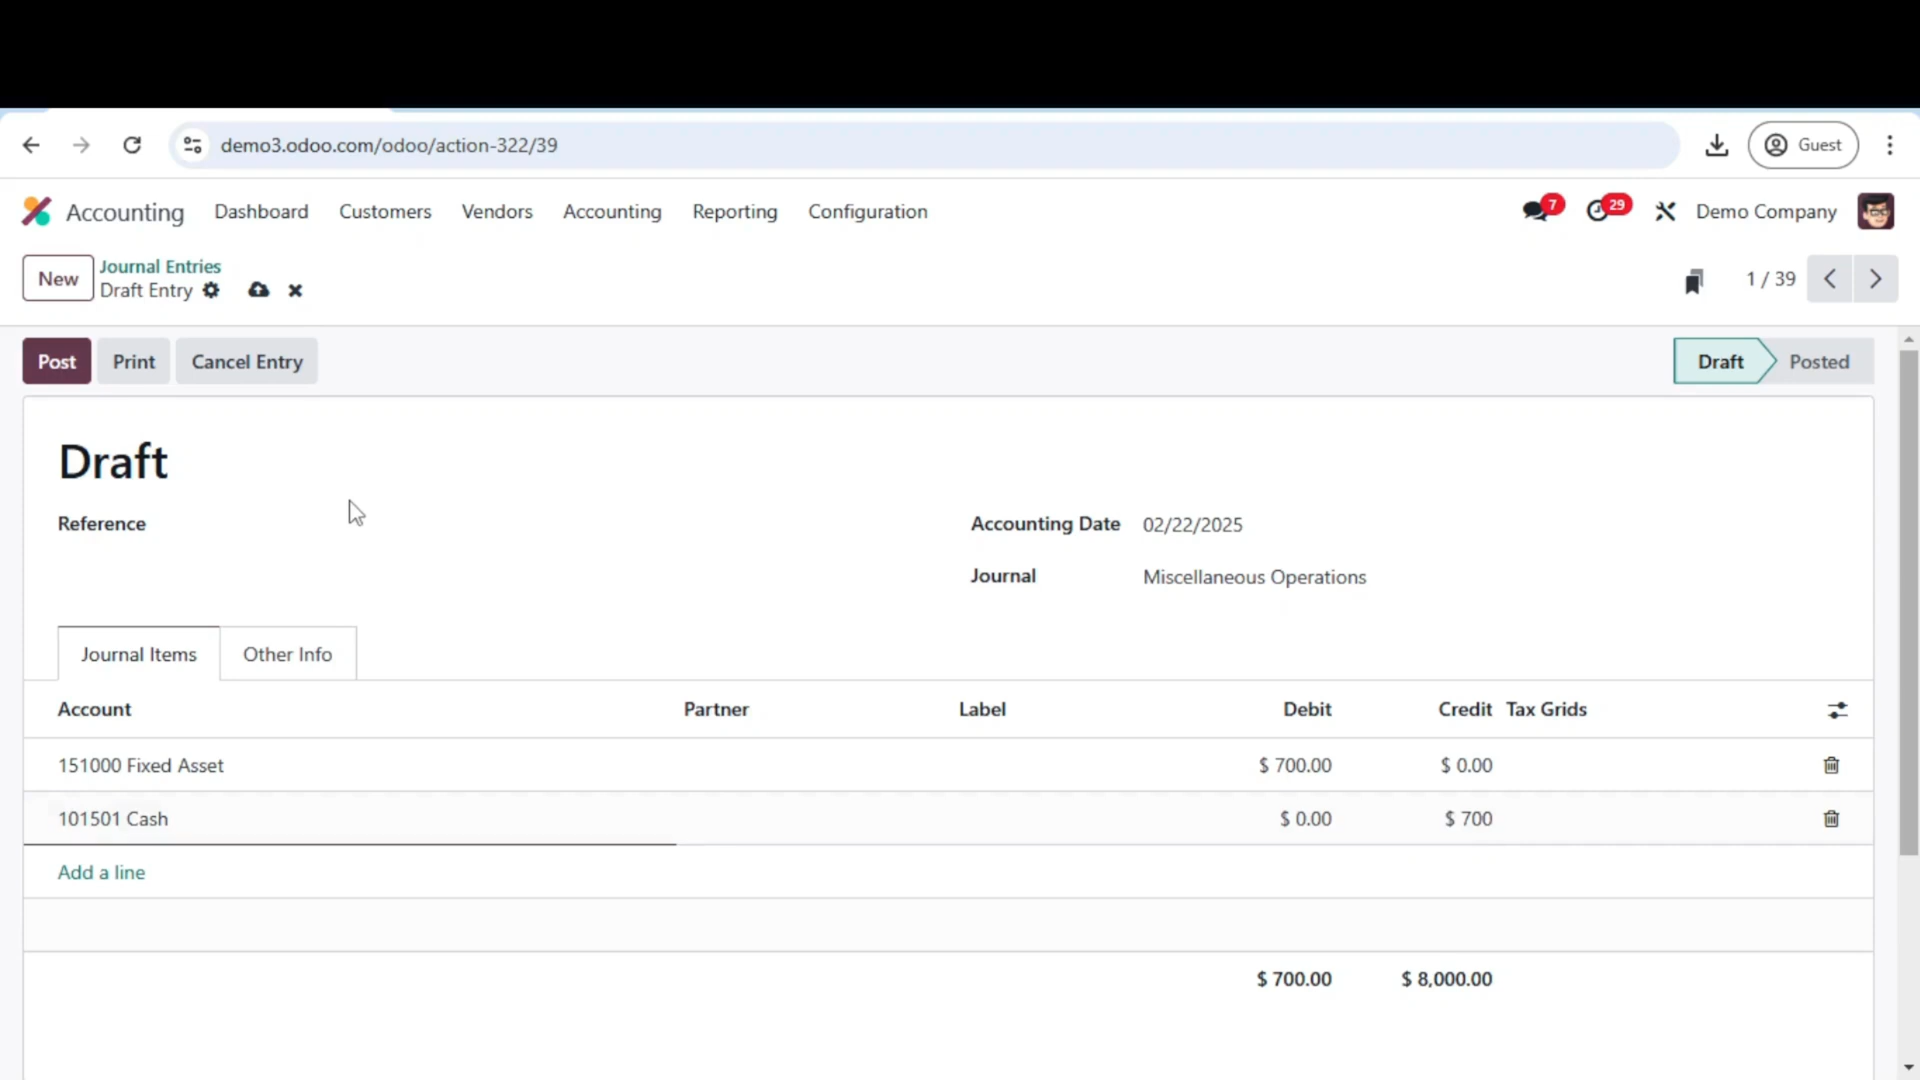 demo3.odoo.com/odoo/action-322/39
Guest
Accounting Dashboard Customers Vendors Accounting Reporting Configuration 7 29 Demo Company
New
Journal Entries
Draft Entry
1 / 39
Post Print Cancel Entry Draft Posted
Draft
Reference
Accounting Date 02/22/2025
Journal Miscellaneous Operations
Journal Items Other Info
Account Partner Label Debit Credit Tax Grids
151000 Fixed Asset $ 700.00 $ 0.00
101501 Cash $ 0.00 $ 700
Add a line
$ 700.00 $ 8,000.00